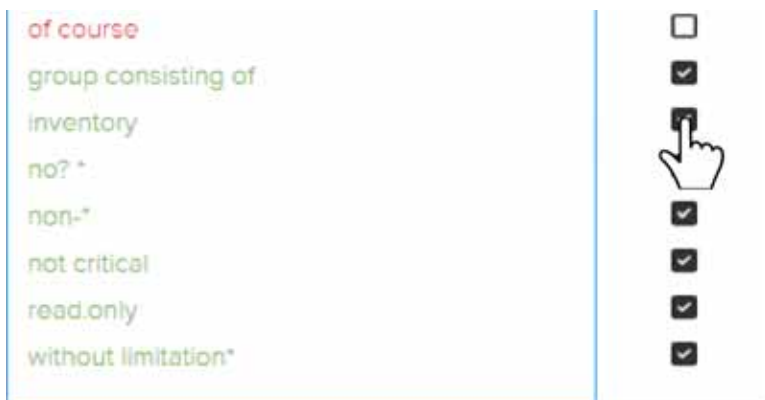 of course
group consisting of
inventory
no? *
non-*
not critical
read.only
without limitation*